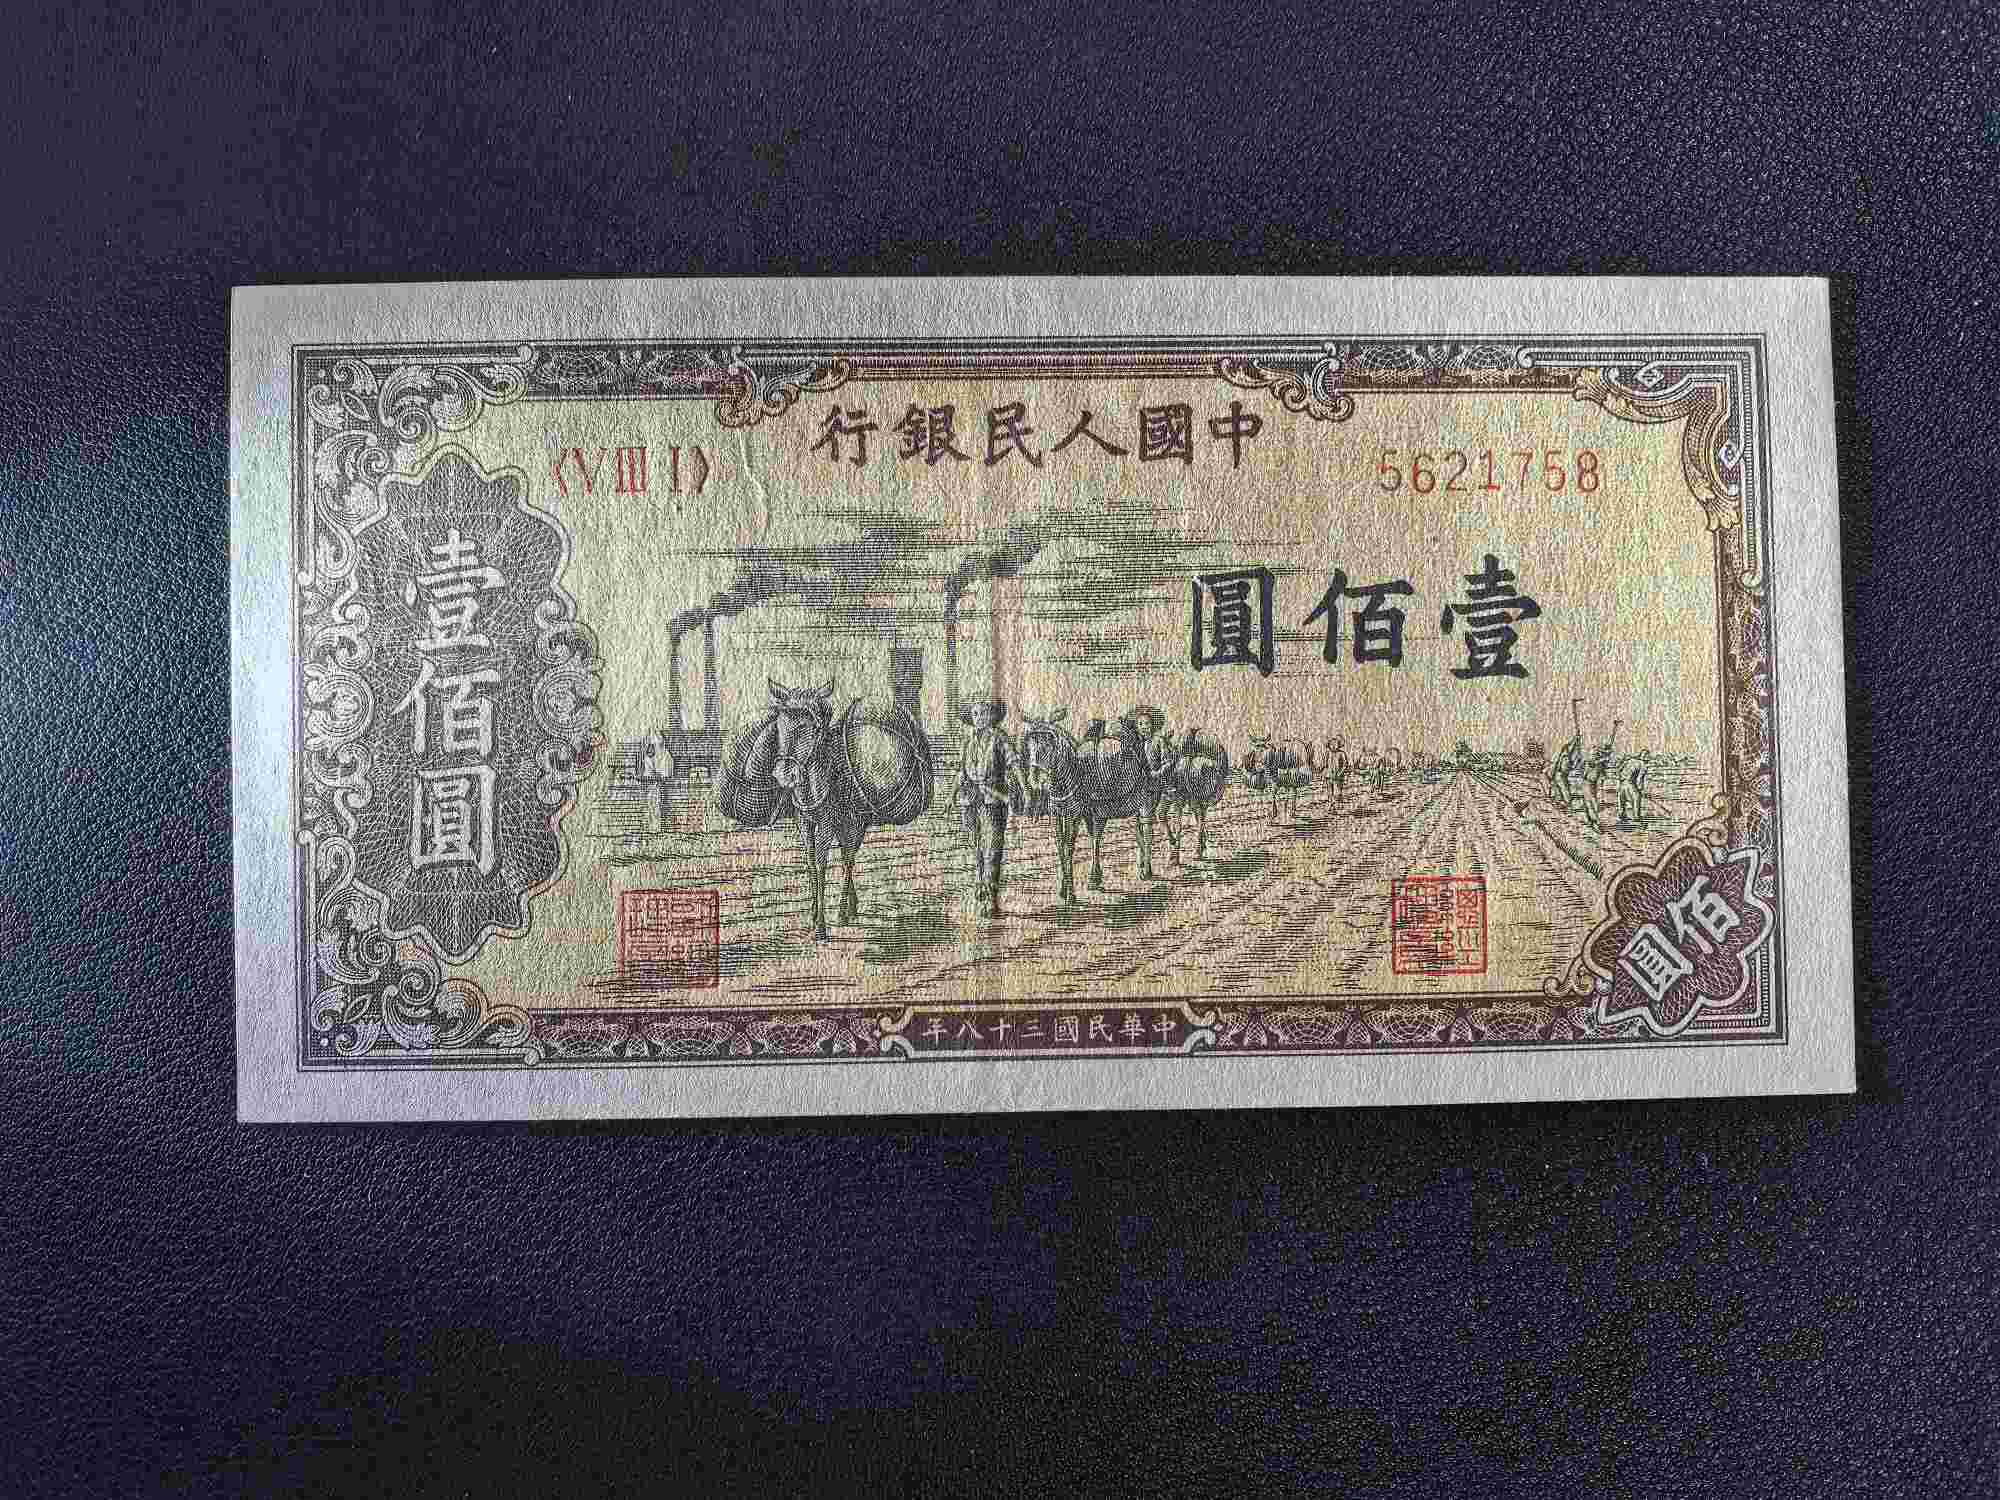 中國人民銀行
〈VIII I〉
5621758
壹佰圓
壹佰圓
佰圓
中華民國三十八年